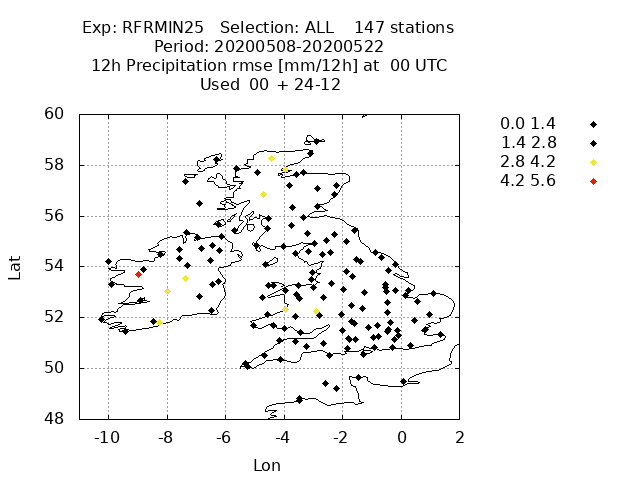 Exp: RFRMIN25 Selection: ALL 147 stations
Period: 20200508-20200522
12h Precipitation rmse [mm/12h] at 00 UTC
Used 00 + 24-12
60
58
56
54
52
50
48
Lat
-10 -8 -6 -4 -2 0 2
Lon
0.0 1.4
1.4 2.8
2.8 4.2
4.2 5.6